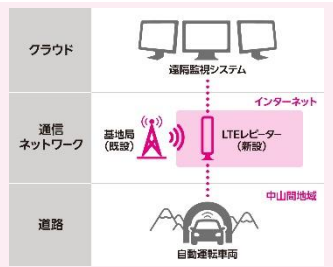 クラウド
遠隔監視システム
インターネット
通信
ネットワーク
基地局
(既設)
LTEレピーター
(新設)
中山間地域
道路
自動運転車両